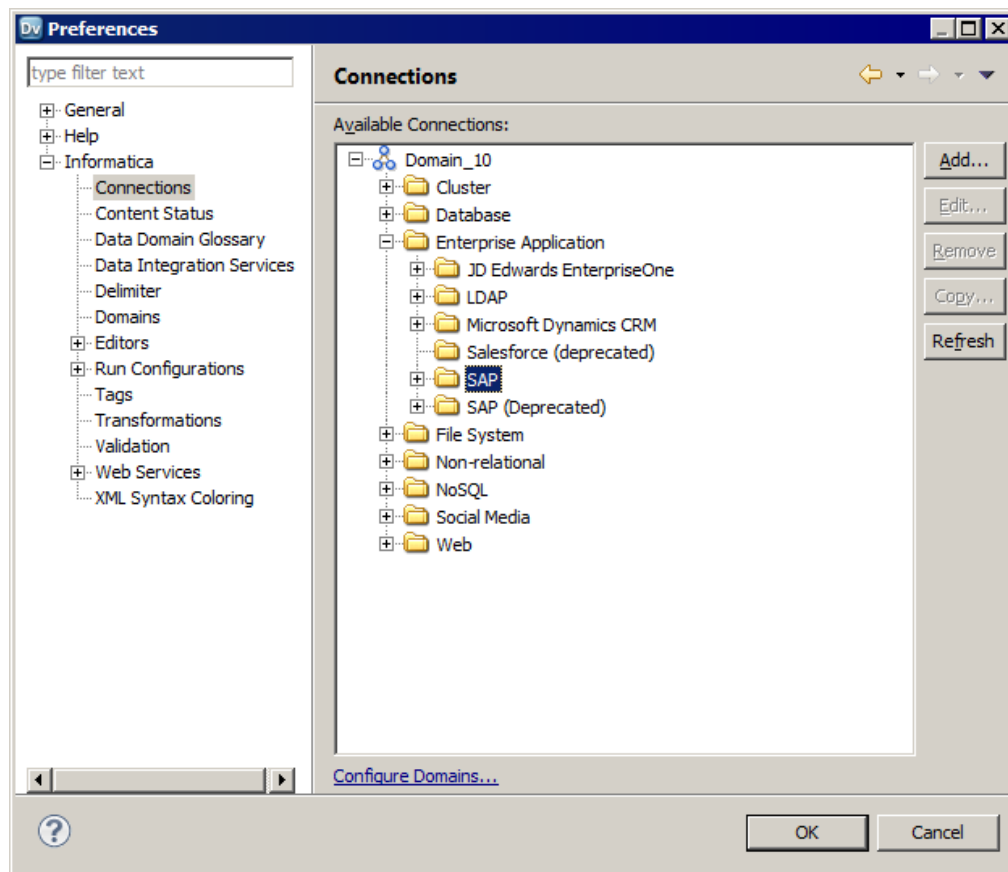 Dv Preferences
type filter text
General
Help
Informatica
Connections
Content Status
Data Domain Glossary
Data Integration Services
Delimiter
Domains
Editors
Run Configurations
Tags
Transformations
Validation
Web Services
XML Syntax Coloring
Connections
Available Connections:
Domain_10
Cluster
Database
Enterprise Application
JD Edwards EnterpriseOne
LDAP
Microsoft Dynamics CRM
Salesforce (deprecated)
SAP
SAP (Deprecated)
File System
Non-relational
NoSQL
Social Media
Web
Add...
Edit...
Remove
Copy...
Refresh
Configure Domains...
?
OK
Cancel